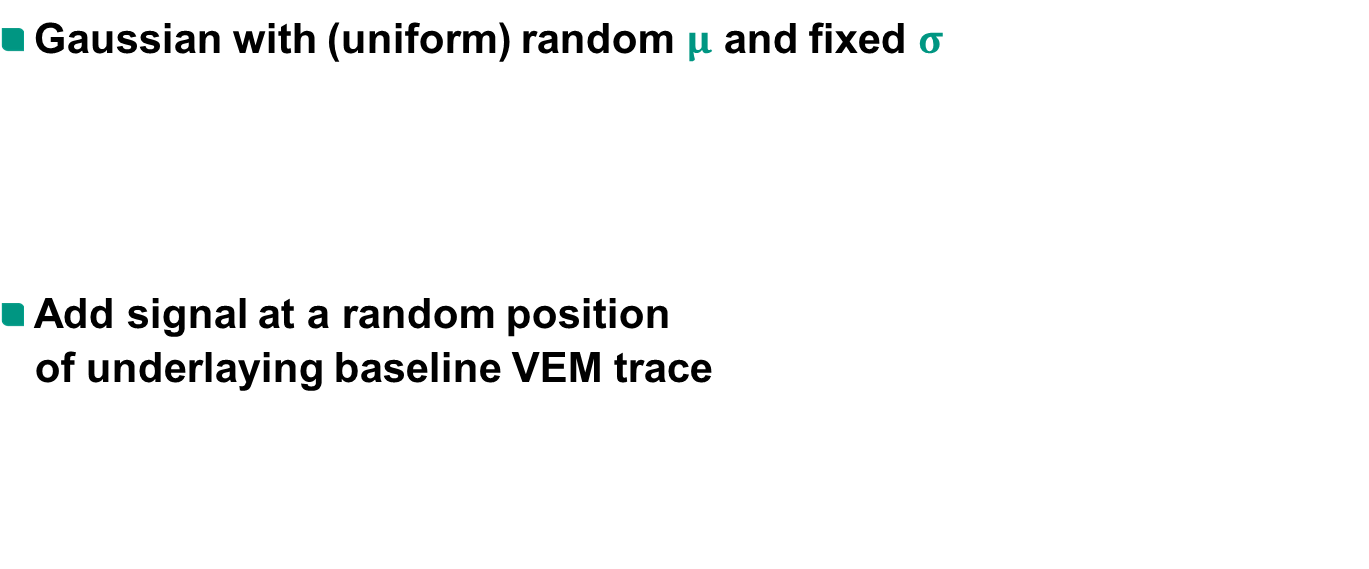 Gaussian with (uniform) random μ and fixed σ
Add signal at a random position
of underlaying baseline VEM trace